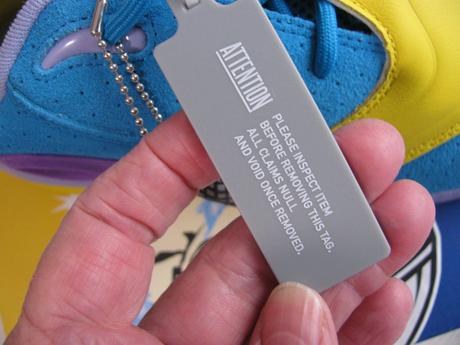 ATTENTION
PLEASE INSPECT ITEM
BEFORE REMOVING THIS TAG.
ALL CLAIMS NULL
AND VOID ONCE REMOVED.